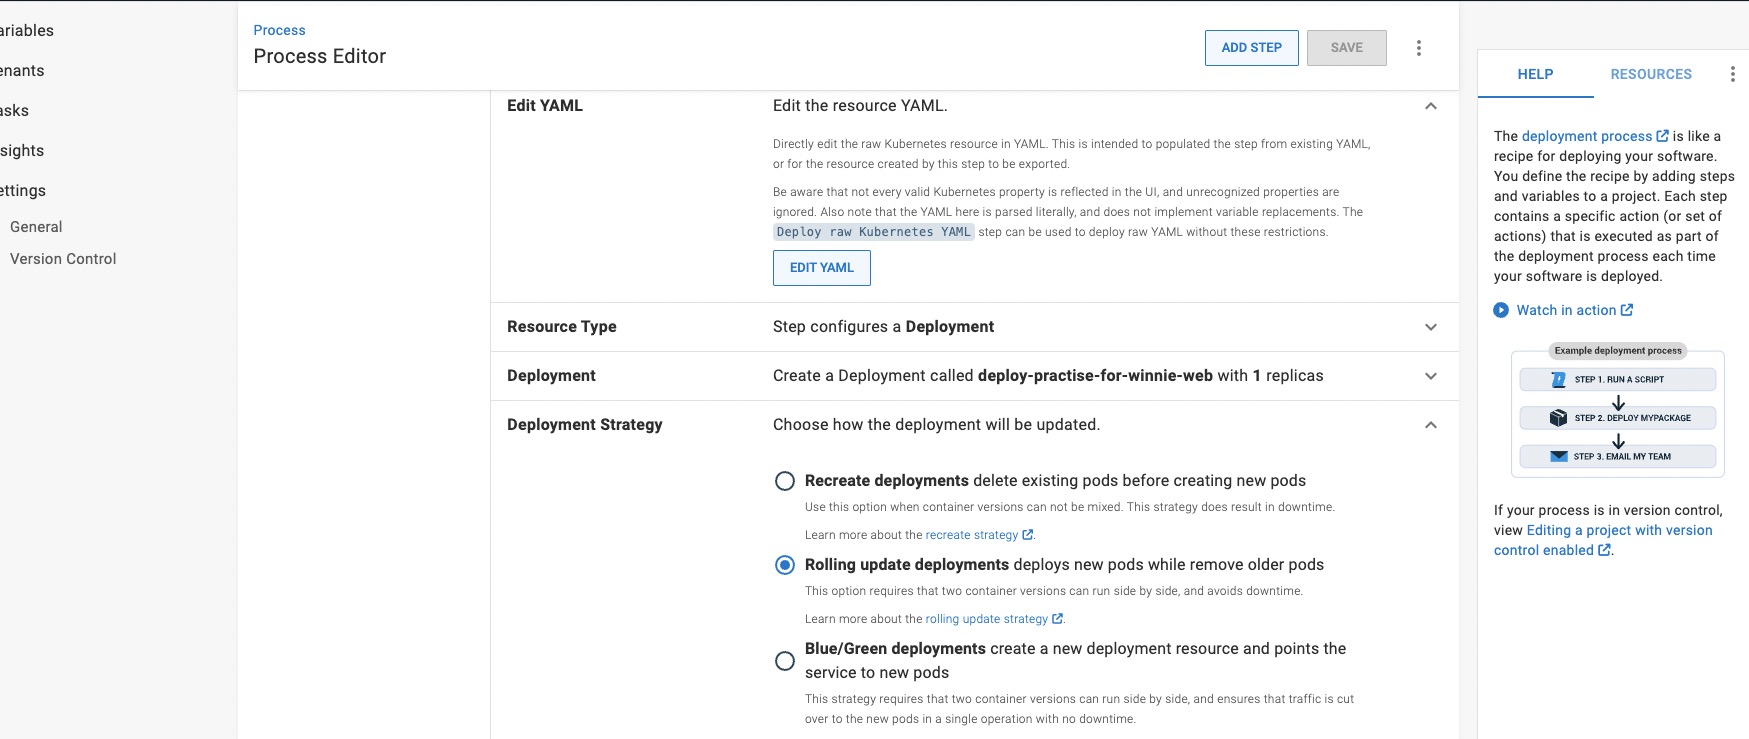 ariables
enants
asks
sights
ettings
General
Version Control
Process
Process Editor
ADD STEP
SAVE
Edit YAML
Edit the resource YAML.
Directly edit the raw Kubernetes resource in YAML. This is intended to populated the step from existing YAML,
or for the resource created by this step to be exported.
Be aware that not every valid Kubernetes property is reflected in the UI, and unrecognized properties are
ignored. Also note that the YAML here is parsed literally, and does not implement variable replacements. The
Deploy raw Kubernetes YAML step can be used to deploy raw YAML without these restrictions.
EDIT YAML
Resource Type
Step configures a Deployment
Deployment
Create a Deployment called deploy-practise-for-winnie-web with 1 replicas
Deployment Strategy
Choose how the deployment will be updated.
Recreate deployments delete existing pods before creating new pods
Use this option when container versions can not be mixed. This strategy does result in downtime.
Learn more about the recreate strategy.
Rolling update deployments deploys new pods while remove older pods
This option requires that two container versions can run side by side, and avoids downtime.
Learn more about the rolling update strategy.
Blue/Green deployments create a new deployment resource and points the
service to new pods
This strategy requires that two container versions can run side by side, and ensures that traffic is cut
over to the new pods in a single operation with no downtime.
HELP
RESOURCES
The deployment process is like a
recipe for deploying your software.
You define the recipe by adding steps
and variables to a project. Each step
contains a specific action (or set of
actions) that is executed as part of
the deployment process each time
your software is deployed.
Watch in action
Example deployment process
STEP 1. RUN A SCRIPT
STEP 2. DEPLOY MYPACKAGE
STEP 3. EMAIL MY TEAM
If your process is in version control,
view Editing a project with version
control enabled.